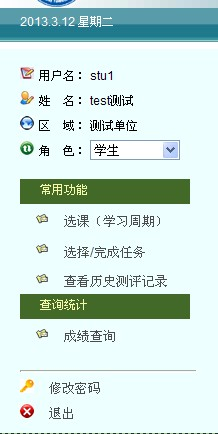 2013.3.12 星期二
用户名： stu1
姓　名： test测试
区　域： 测试单位
角　色： 学生
常用功能
选课（学习周期）
选择/完成任务
查看历史测评记录
查询统计
成绩查询
修改密码
退出